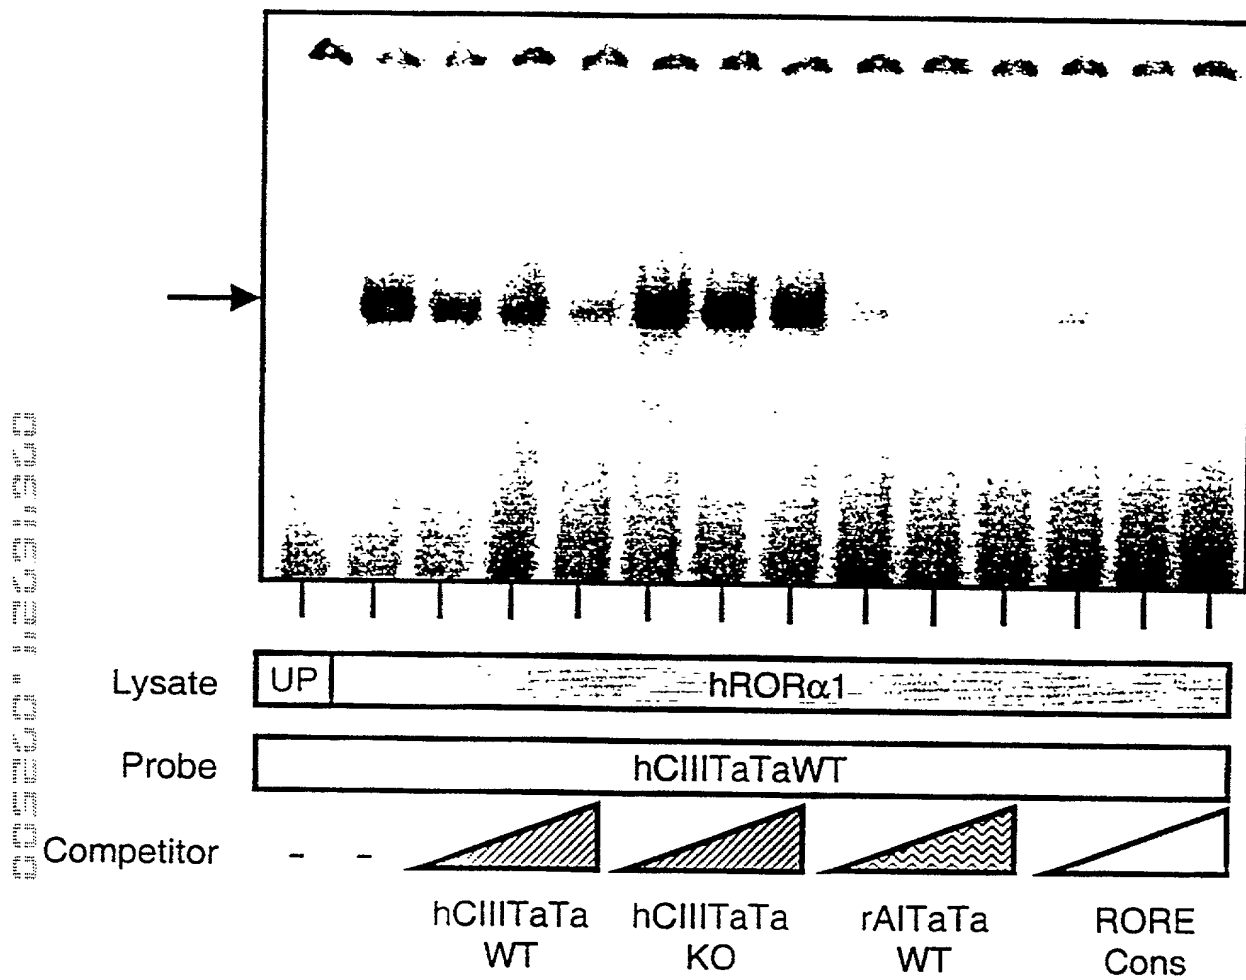 Lysate UP hRORα1
Probe hCIIITaTaWT
Competitor - -
hCIIITaTa WT
hCIIITaTa KO
rAITaTa WT
RORE Cons